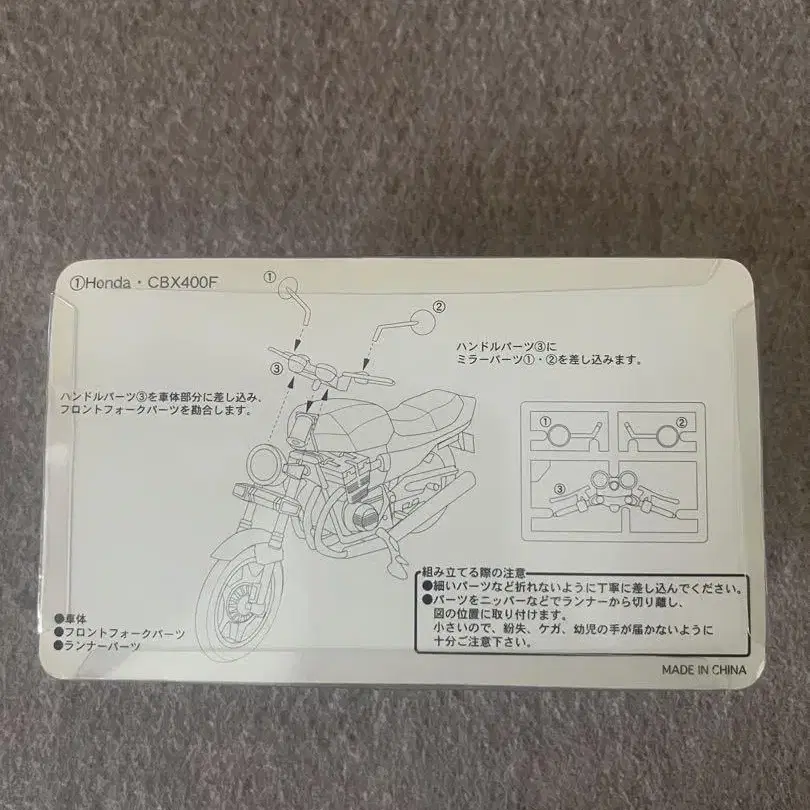 ①Honda・CBX400F
①
②
③
ハンドルパーツ③に
ミラーパーツ①・②を差し込みます。
ハンドルパーツ③を車体部分に差し込み、
フロントフォークパーツを勘合します。
①
②
③
組み立てる際の注意
●細いパーツなど折れないように丁寧に差し込んでください。
●パーツをニッパーなどでランナーから切り離し、
図の位置に取り付けます。
小さいので、紛失、ケガ、幼児の手が届かないように
十分ご注意下さい。
●車体
●フロントフォークパーツ
●ランナーパーツ
MADE IN CHINA